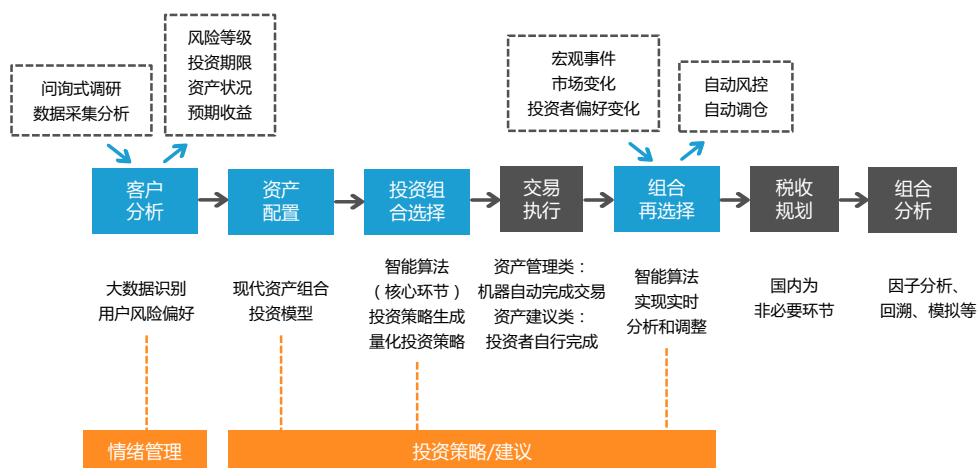 问询式调研
数据采集分析
风险等级
投资期限
资产状况
预期收益
宏观事件
市场变化
投资者偏好变化
自动风控
自动调仓
客户
分析
资产
配置
投资组
合选择
交易
执行
组合
再选择
税收
规划
组合
分析
大数据识别
用户风险偏好
现代资产组合
投资模型
智能算法
（核心环节）
投资策略生成
量化投资策略
资产管理类：
机器自动完成交易
资产建议类：
投资者自行完成
智能算法
实现实时
分析和调整
国内为
非必要环节
因子分析、
回溯、模拟等
情绪管理
投资策略/建议